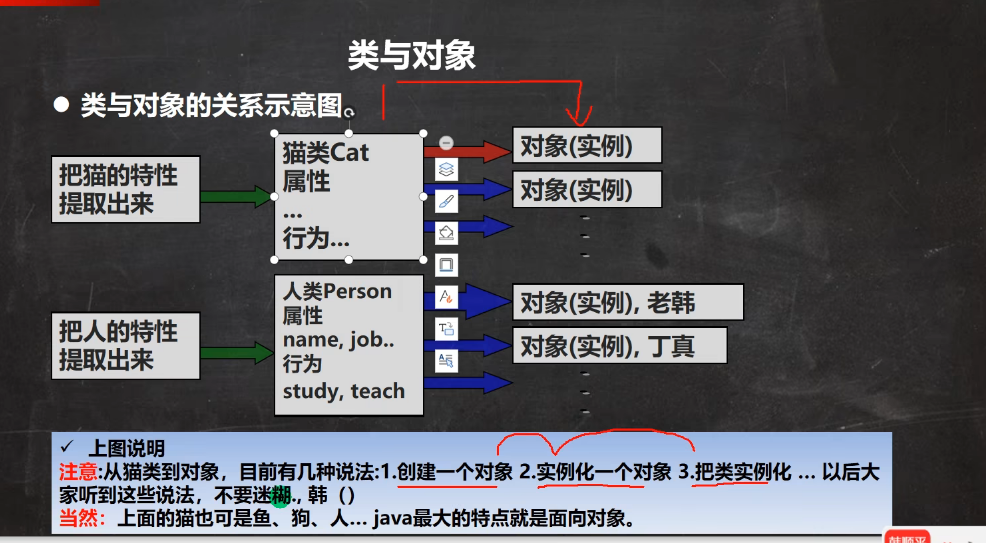 类与对象
● 类与对象的关系示意图
把猫的特性
提取出来
猫类Cat
属性
...
行为...
对象(实例)
对象(实例)
把人的特性
提取出来
人类Person
属性
name, job..
行为
study, teach
对象(实例), 老韩
对象(实例), 丁真
✓ 上图说明
注意:从猫类到对象，目前有几种说法:1.创建一个对象 2.实例化一个对象 3.把类实例化 ... 以后大
家听到这些说法，不要迷糊., 韩（）
当然：上面的猫也可是鱼、狗、人... java最大的特点就是面向对象。